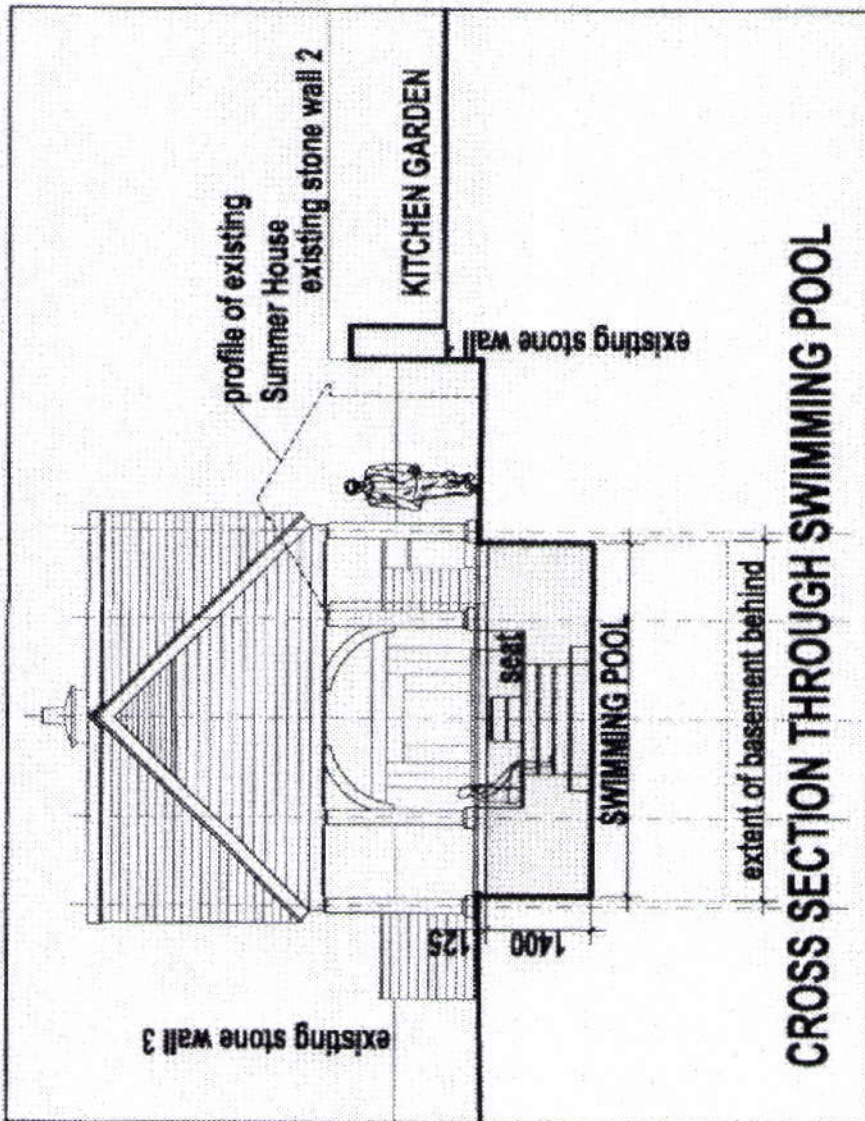 profile of existing
Summer House
existing stone wall 2
KITCHEN GARDEN
existing stone wall
existing stone wall 3
seat
125
1400
SWIMMING POOL
extent of basement behind
CROSS SECTION THROUGH SWIMMING POOL